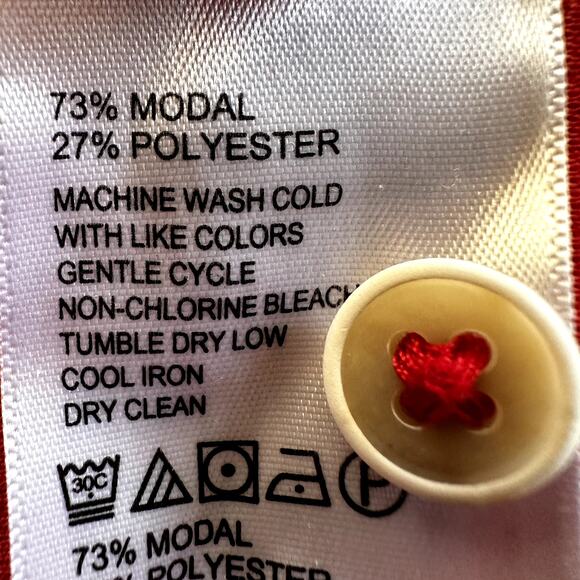 73% MODAL
27% POLYESTER
MACHINE WASH COLD
WITH LIKE COLORS
GENTLE CYCLE
NON-CHLORINE BLEACH
TUMBLE DRY LOW
COOL IRON
DRY CLEAN
30C P
73% MODAL
POLYESTER